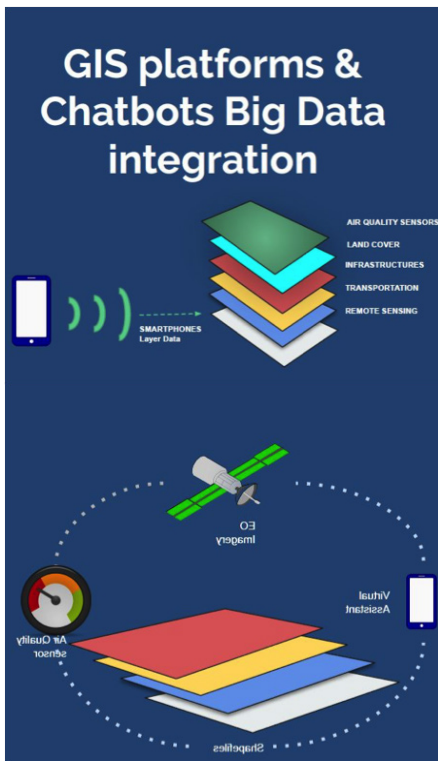 GIS platforms &
Chatbots Big Data
integration
AIR QUALITY SENSORS
LAND COVER
INFRASTRUCTURES
TRANSPORTATION
REMOTE SENSING
SMARTPHONES
Layer Data
EO
Imagery
Virtual
Assistant
Air Quality
sensor
Shapefiles